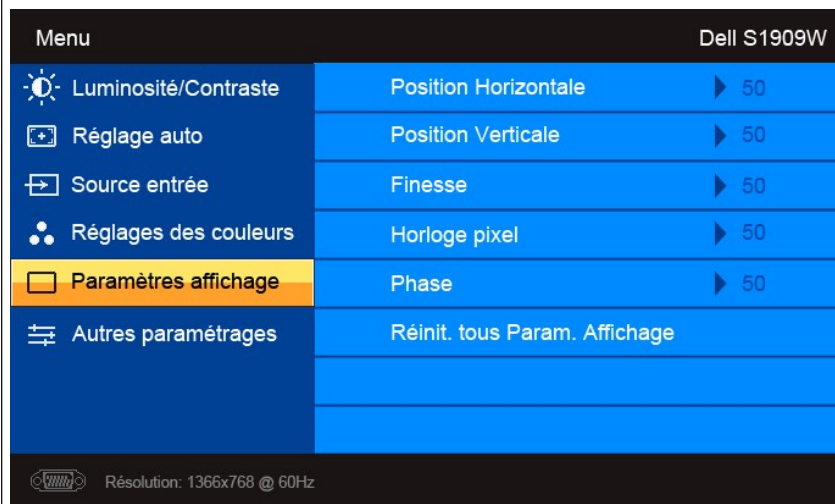 Menu Dell S1909W
Luminosité/Contraste Position Horizontale 50
Réglage auto Position Verticale 50
Source entrée Finesse 50
Réglages des couleurs Horloge pixel 50
Paramètres affichage Phase 50
Autres paramétrages Réinit. tous Param. Affichage
Résolution: 1366x768 @ 60Hz